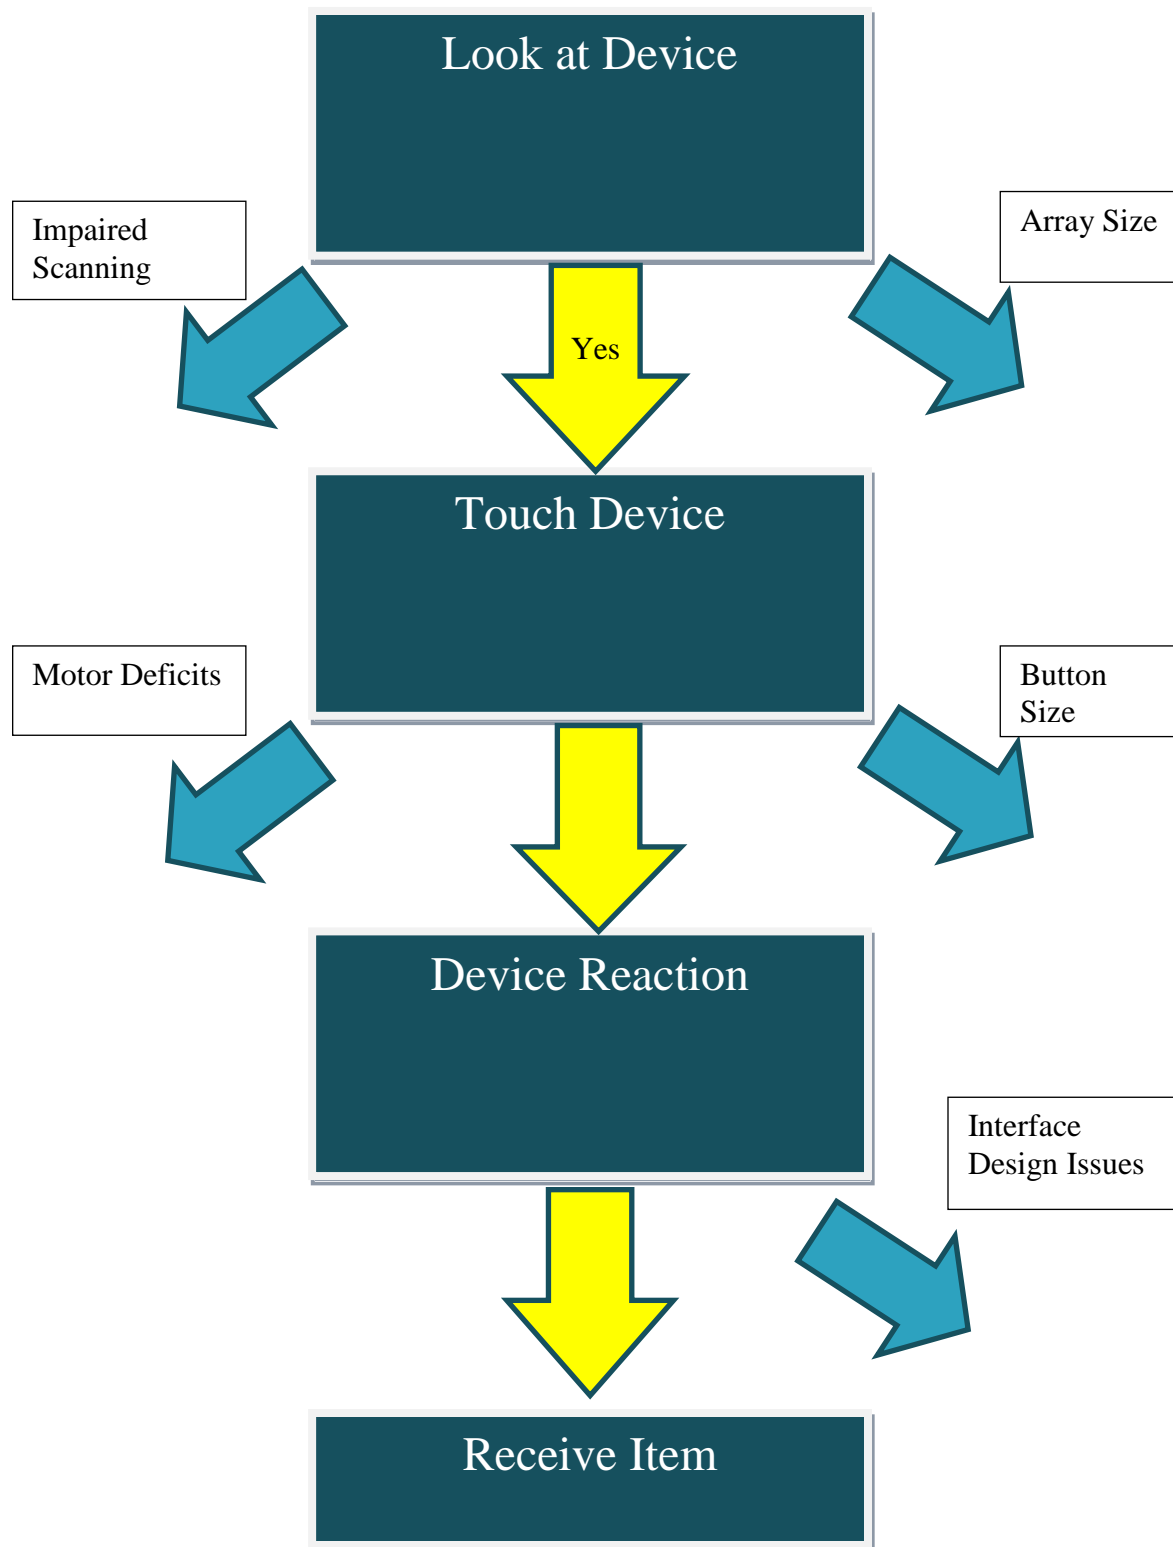 Look at Device
Impaired
Scanning
Array Size
Yes
Touch Device
Motor Deficits
Button
Size
Device Reaction
Interface
Design Issues
Receive Item